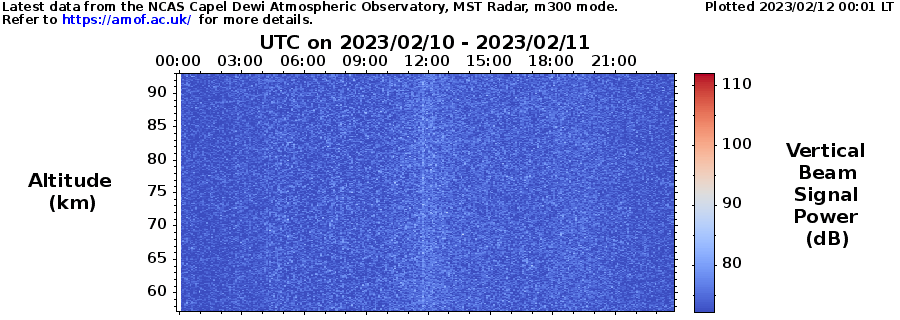 Latest data from the NCAS Capel Dewi Atmospheric Observatory, MST Radar, m300 mode.
Plotted 2023/02/12 00:01 LT
Refer to https://amof.ac.uk/ for more details.
UTC on 2023/02/10 - 2023/02/11
00:00 03:00 06:00 09:00 12:00 15:00 18:00 21:00
90
85
80
75
70
65
60
Altitude
(km)
110
100
90
80
Vertical
Beam
Signal
Power
(dB)